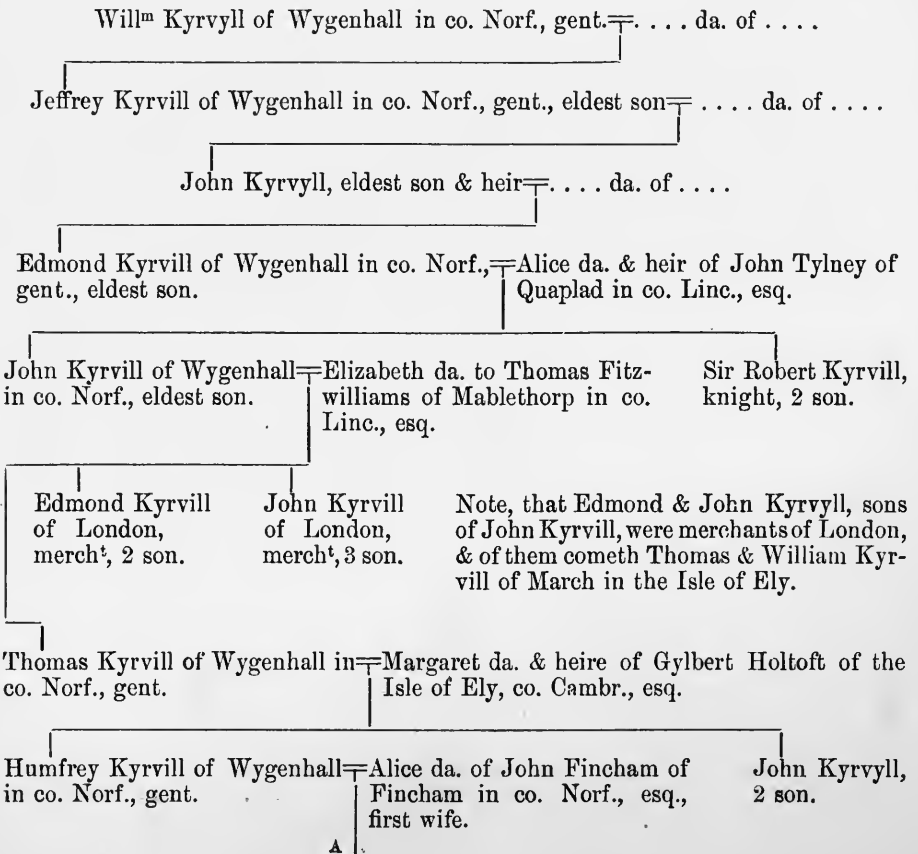 Willᵐ Kyrvyll of Wygenhall in co. Norf., gent.=. . . . da. of . . . .
Jeffrey Kyrvill of Wygenhall in co. Norf., gent., eldest son= . . . . da. of . . . .
John Kyrvyll, eldest son & heir=. . . . da. of . . . .
Edmond Kyrvill of Wygenhall in co. Norf.,=Alice da. & heir of John Tylney of
gent., eldest son. Quaplad in co. Linc., esq.
John Kyrvill of Wygenhall=Elizabeth da. to Thomas Fitz- Sir Robert Kyrvill,
in co. Norf., eldest son. williams of Mablethorp in co. knight, 2 son.
Linc., esq.
Edmond Kyrvill John Kyrvill Note, that Edmond & John Kyrvyll, sons
of London, of London, of John Kyrvill, were merchants of London,
merchᵗ, 2 son. merchᵗ, 3 son. & of them cometh Thomas & William Kyr-
vill of March in the Isle of Ely.
Thomas Kyrvill of Wygenhall in=Margaret da. & heire of Gylbert Holtoft of the
co. Norf., gent. Isle of Ely, co. Cambr., esq.
Humfrey Kyrvill of Wygenhall=Alice da. of John Fincham of John Kyrvyll,
in co. Norf., gent. Fincham in co. Norf., esq., 2 son.
first wife.
A